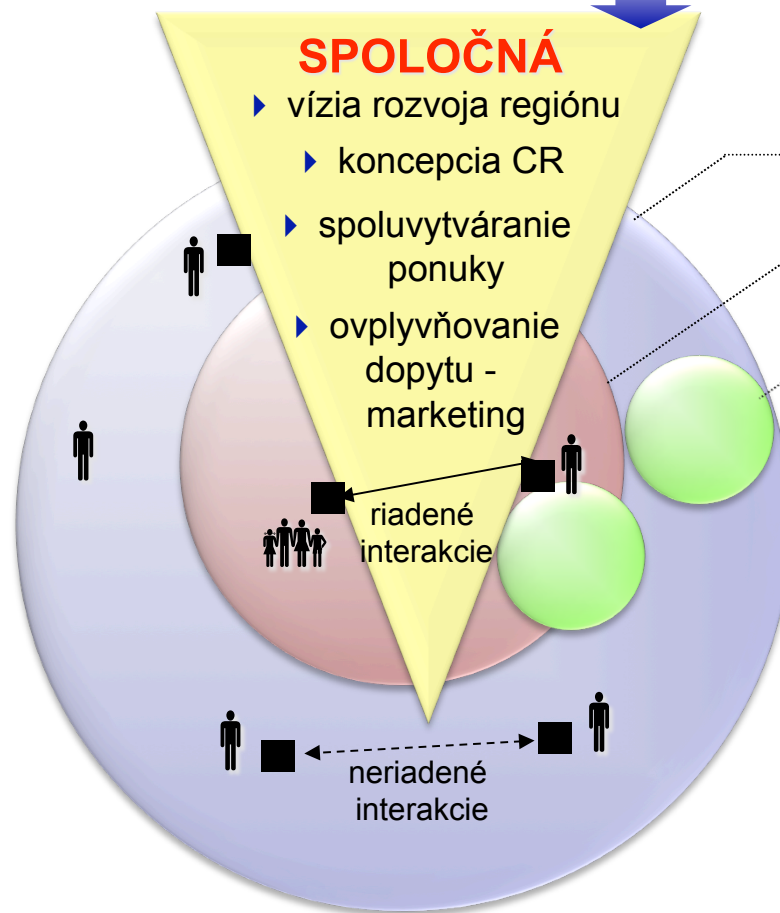 SPOLOČNÁ
vízia rozvoja regiónu
koncepcia CR
spoluvytváranie
ponuky
ovplyvňovanie
dopytu -
marketing
riadené
interakcie
neriadené
interakcie